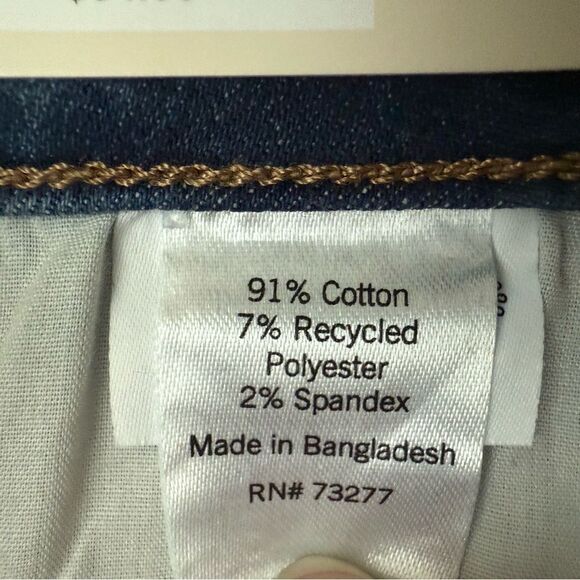 91% Cotton
7% Recycled
Polyester
2% Spandex
Made in Bangladesh
RN# 73277